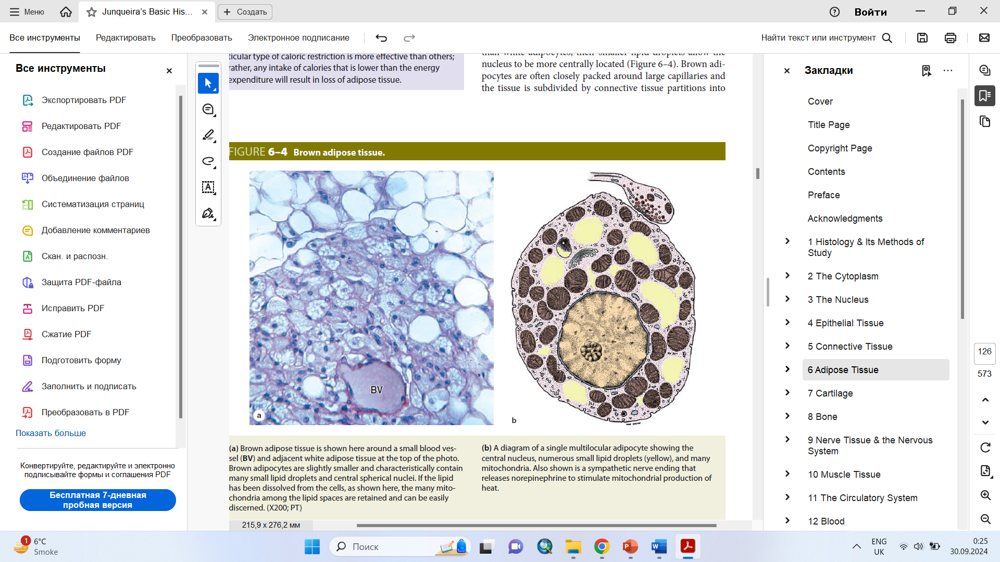 Меню
Junqueira’s Basic His...
Создать
Войти
Все инструменты
Редактировать
Преобразовать
Электронное подписание
Найти текст или инструмент
Все инструменты
Экспортировать PDF
Редактировать PDF
Создание файлов PDF
Объединение файлов
Систематизация страниц
Добавление комментариев
Скан. и распозн.
Защита PDF-файла
Исправить PDF
Сжатие PDF
Подготовить форму
Заполнить и подписать
Преобразовать в PDF
Показать больше
Конвертируйте, редактируйте и электронно
подписывайте формы и соглашения PDF
Бесплатная 7-дневная
пробная версия
ticular type of caloric restriction is more effective than others;
rather, any intake of calories that is lower than the energy
expenditure will result in loss of adipose tissue.
than white adipocytes, their smaller lipid droplets allow the
nucleus to be more centrally located (Figure 6–4). Brown adi-
pocytes are often closely packed around large capillaries and
the tissue is subdivided by connective tissue partitions into
FIGURE 6–4 Brown adipose tissue.
BV
a
b
(a) Brown adipose tissue is shown here around a small blood ves-
sel (BV) and adjacent white adipose tissue at the top of the photo.
Brown adipocytes are slightly smaller and characteristically contain
many small lipid droplets and central spherical nuclei. If the lipid
has been dissolved from the cells, as shown here, the many mito-
chondria among the lipid spaces are retained and can be easily
discerned. (X200; PT)
(b) A diagram of a single multilocular adipocyte showing the
central nucleus, numerous small lipid droplets (yellow), and many
mitochondria. Also shown is a sympathetic nerve ending that
releases norepinephrine to stimulate mitochondrial production of
heat.
215,9 x 276,2 мм
Закладки
Cover
Title Page
Copyright Page
Contents
Preface
Acknowledgments
1 Histology & Its Methods of
Study
2 The Cytoplasm
3 The Nucleus
4 Epithelial Tissue
5 Connective Tissue
6 Adipose Tissue
7 Cartilage
8 Bone
9 Nerve Tissue & the Nervous
System
10 Muscle Tissue
11 The Circulatory System
12 Blood
126
573
1
6°C
Smoke
Поиск
ENG
UK
0:25
30.09.2024